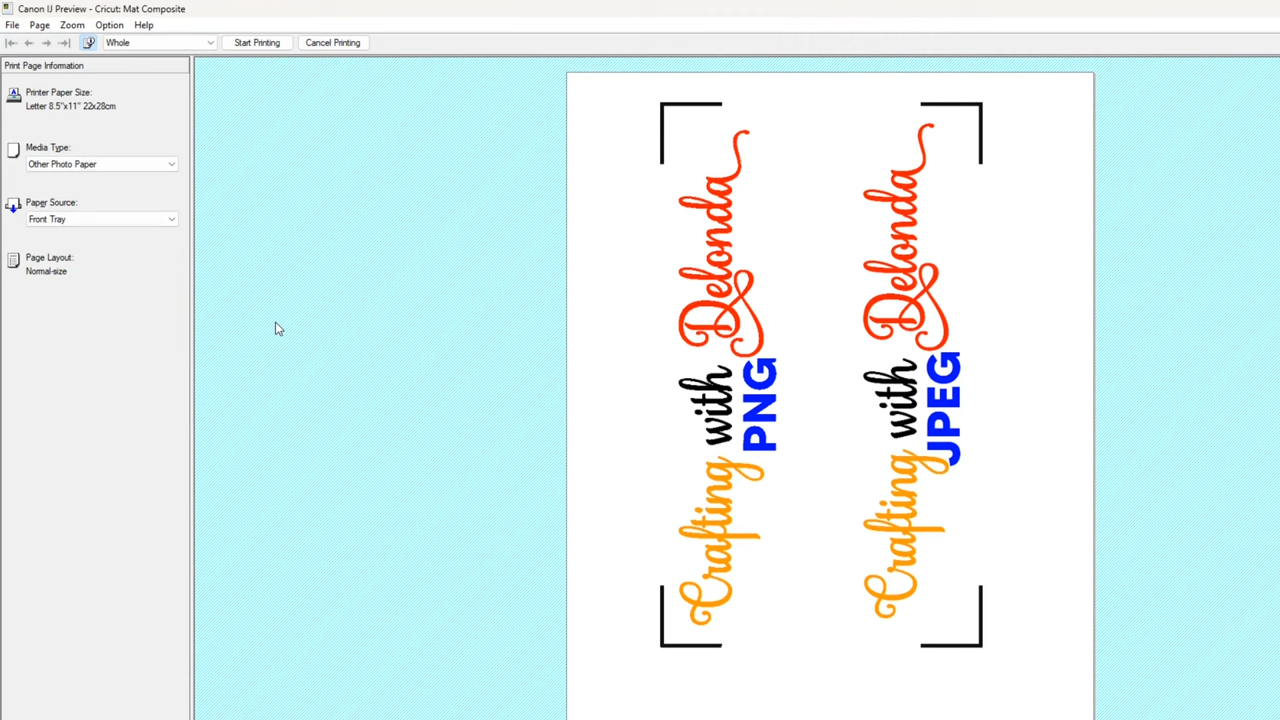 Canon IJ Preview - Cricut: Mat Composite
File Page Zoom Option Help
Whole Start Printing Cancel Printing
Print Page Information
Printer Paper Size:
Letter 8.5"x11" 22x28cm
Media Type:
Other Photo Paper
Paper Source:
Front Tray
Page Layout:
Normal-size
Crafting with Delonda
PNG
Crafting with Delonda
JPEG